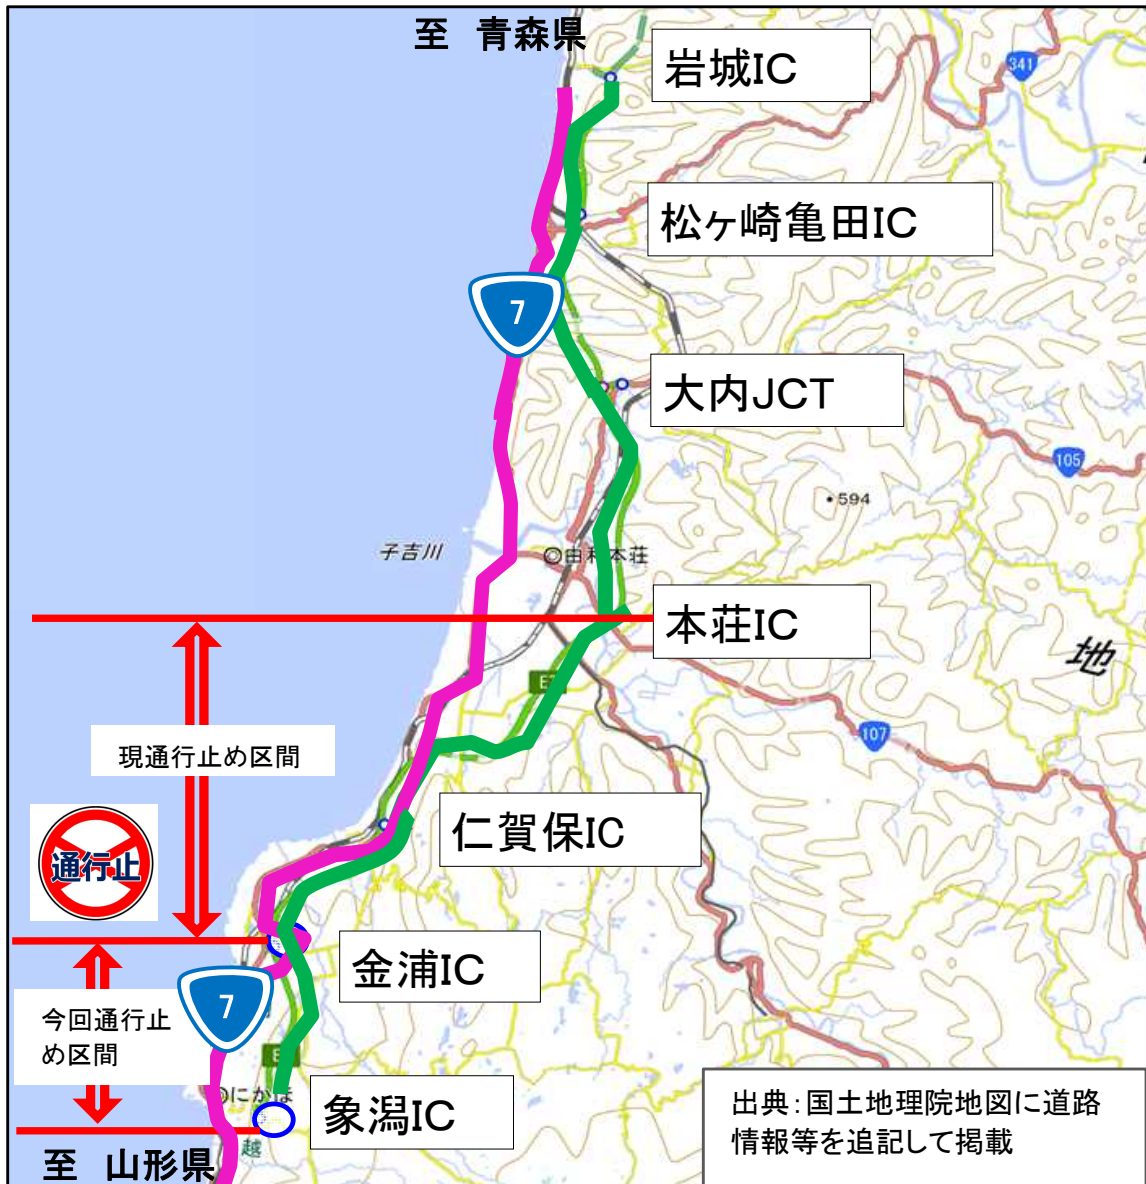 至 青森県
岩城IC
341
松ヶ崎亀田IC
7
大内JCT
105
594
子吉川
由利本荘
本荘IC
地
E
107
現通行止め区間
仁賀保IC
通行止
金浦IC
7
今回通行止
め区間
にかほ
象潟IC
越
至 山形県
出典:国土地理院地図に道路
情報等を追記して掲載